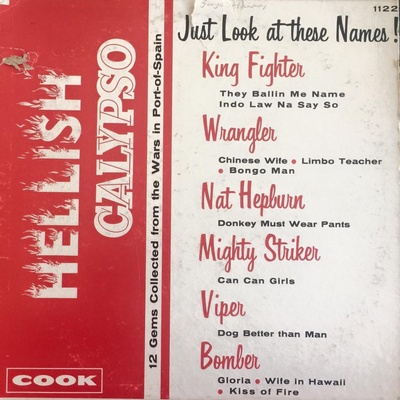 1122
Just Look at these Names!
King Fighter
They Ballin Me Name
Indo Law Na Say So
Wrangler
Chinese Wife • Limbo Teacher
• Bongo Man
Nat Hepburn
Donkey Must Wear Pants
Mighty Striker
Can Can Girls
Viper
Dog Better than Man
Bomber
Gloria • Wife in Hawaii
• Kiss of Fire
HELLISH
CALYPSO
12 Gems Collected from the Wars in Port-of-Spain
COOK